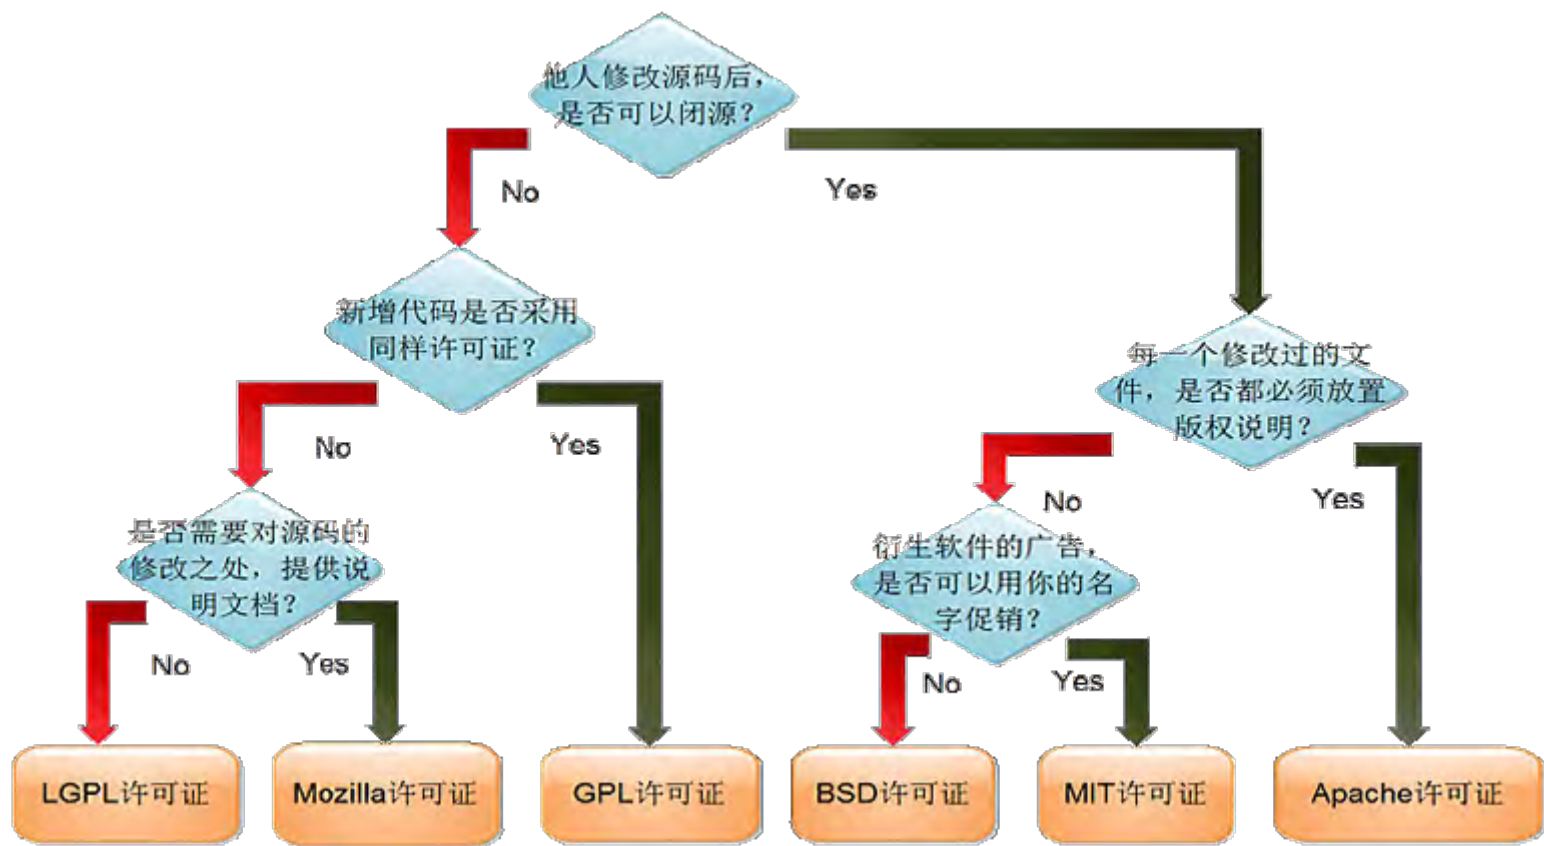 他人修改源码后，
是否可以闭源？
No
Yes
新增代码是否采用
同样许可证？
每一个修改过的文
件，是否都必须放置
版权说明？
No
Yes
No
Yes
是否需要对源码的
修改之处，提供说
明文档？
衍生软件的广告，
是否可以用你的名
字促销？
No
Yes
No
Yes
LGPL许可证
Mozilla许可证
GPL许可证
BSD许可证
MIT许可证
Apache许可证